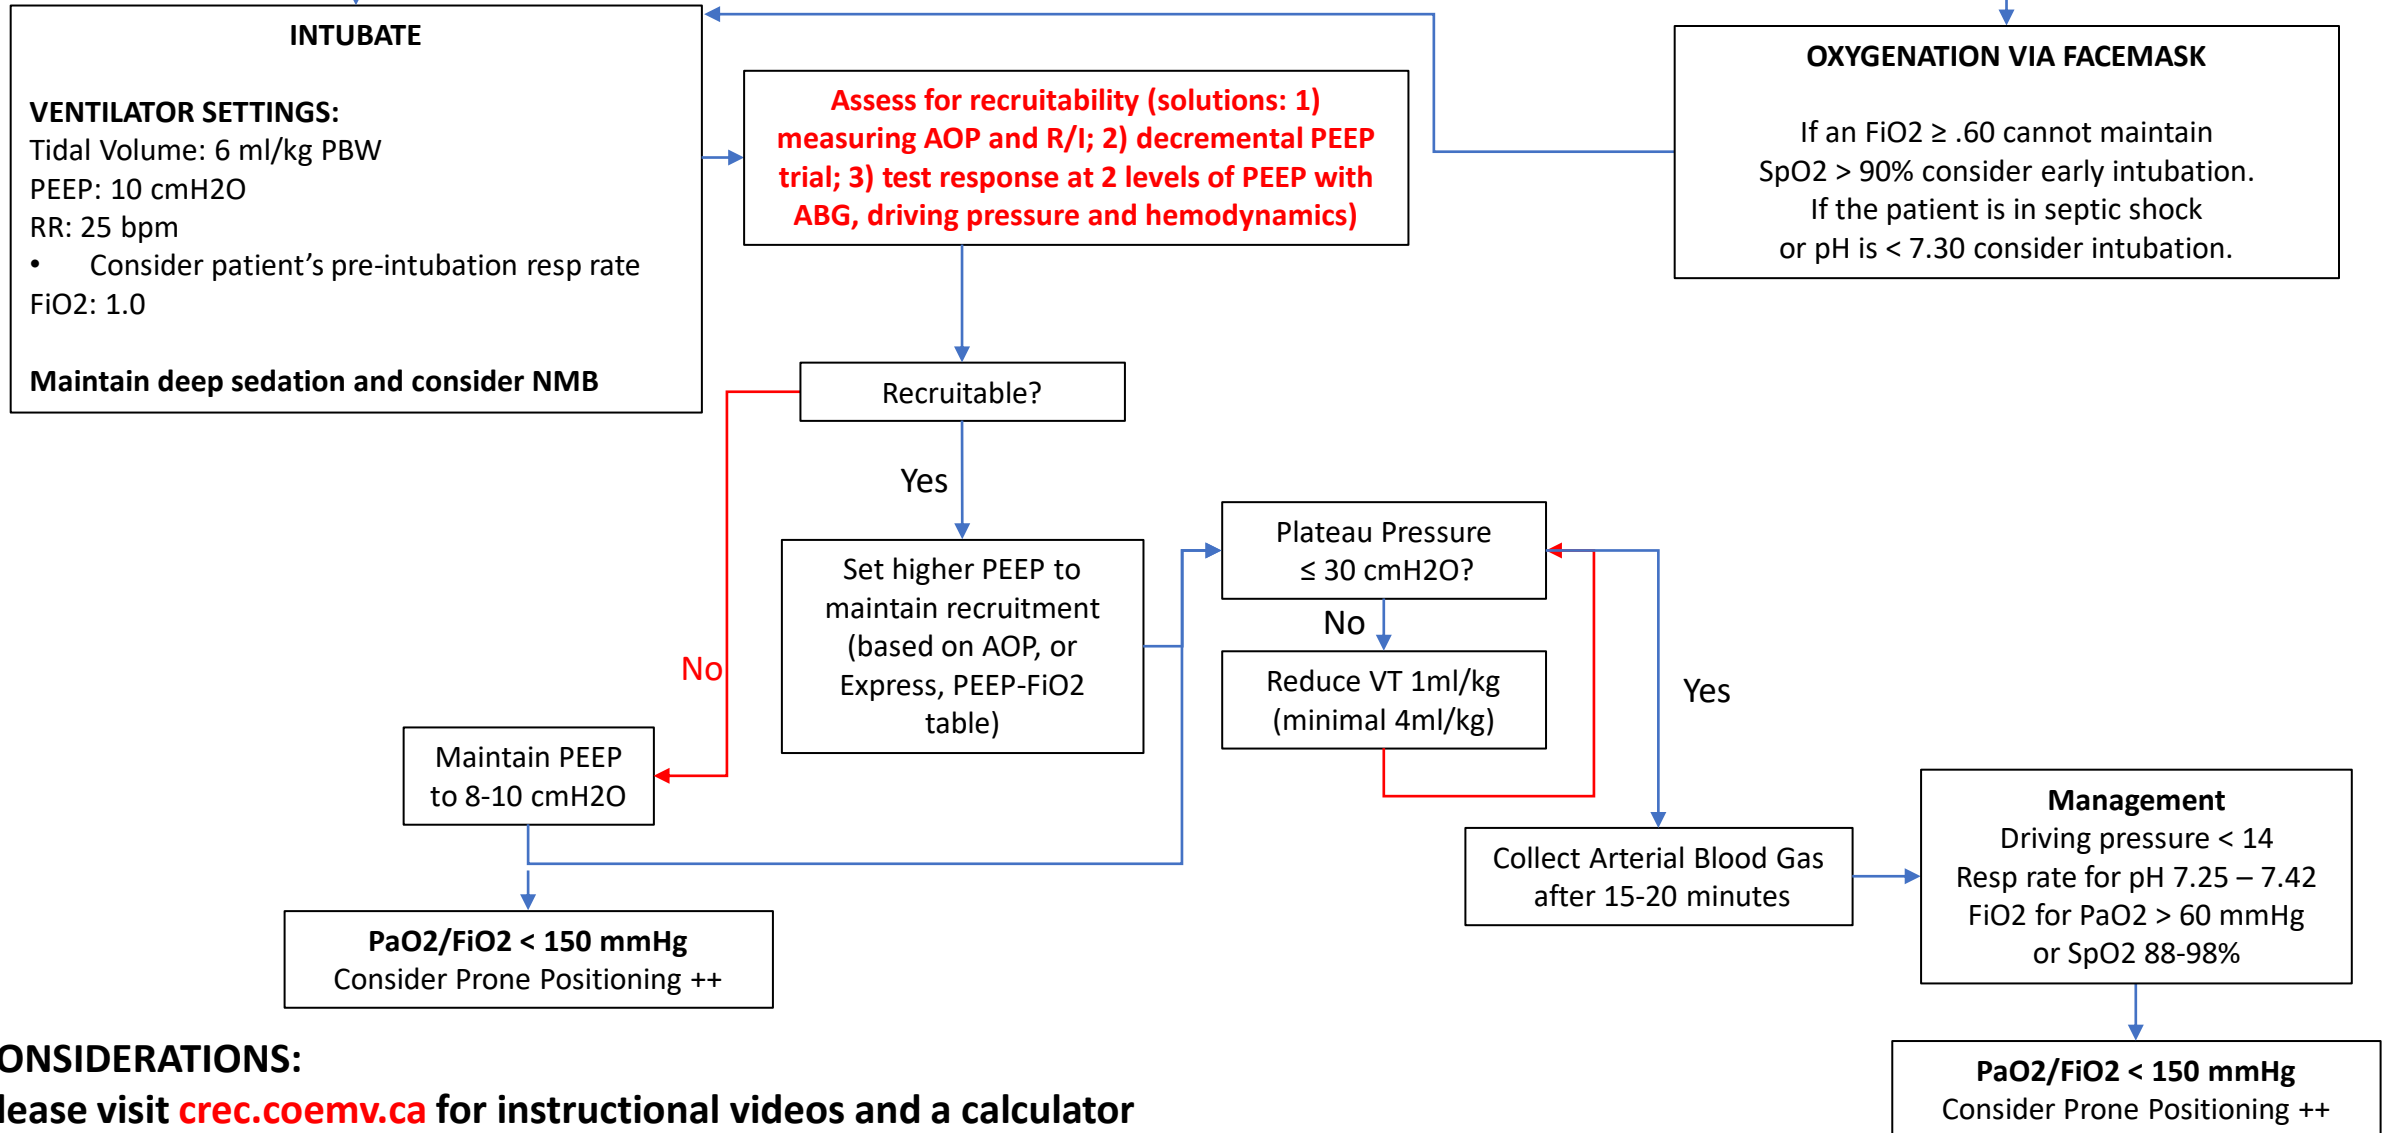 INTUBATE
VENTILATOR SETTINGS:
Tidal Volume: 6 ml/kg PBW
PEEP: 10 cmH2O
RR: 25 bpm
• Consider patient's pre-intubation resp rate
FiO2: 1.0
Maintain deep sedation and consider NMB
Assess for recruitability (solutions: 1)
measuring AOP and R/I; 2) decremental PEEP
trial; 3) test response at 2 levels of PEEP with
ABG, driving pressure and hemodynamics)
OXYGENATION VIA FACEMASK
If an FiO2 ≥ .60 cannot maintain
SpO2 > 90% consider early intubation.
If the patient is in septic shock
or pH is < 7.30 consider intubation.
Recruitable?
Yes
No
Set higher PEEP to
maintain recruitment
(based on AOP, or
Express, PEEP-FiO2
table)
Maintain PEEP
to 8-10 cmH2O
PaO2/FiO2 < 150 mmHg
Consider Prone Positioning ++
Plateau Pressure
≤ 30 cmH2O?
No
Reduce VT 1ml/kg
(minimal 4ml/kg)
Yes
Collect Arterial Blood Gas
after 15-20 minutes
Management
Driving pressure < 14
Resp rate for pH 7.25 – 7.42
FiO2 for PaO2 > 60 mmHg
or SpO2 88-98%
PaO2/FiO2 < 150 mmHg
Consider Prone Positioning ++
ONSIDERATIONS:
lease visit crec.coemv.ca for instructional videos and a calculator